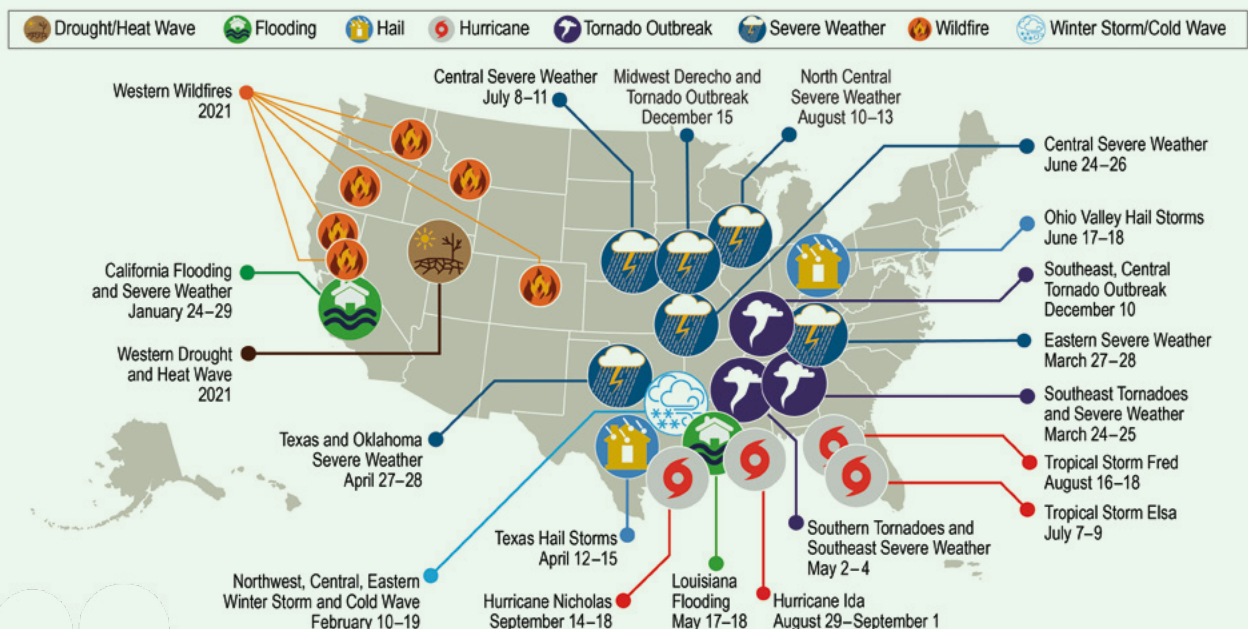 Drought/Heat Wave Flooding Hail Hurricane Tornado Outbreak Severe Weather Wildfire Winter Storm/Cold Wave
Western Wildfires
2021
Central Severe Weather
July 8–11
Midwest Derecho and
Tornado Outbreak
December 15
North Central
Severe Weather
August 10–13
Central Severe Weather
June 24–26
Ohio Valley Hail Storms
June 17–18
Southeast, Central
Tornado Outbreak
December 10
Eastern Severe Weather
March 27–28
Southeast Tornadoes
and Severe Weather
March 24–25
Tropical Storm Fred
August 16–18
Tropical Storm Elsa
July 7–9
California Flooding
and Severe Weather
January 24–29
Western Drought
and Heat Wave
2021
Texas and Oklahoma
Severe Weather
April 27–28
Texas Hail Storms
April 12–15
Southern Tornadoes and
Southeast Severe Weather
May 2–4
Northwest, Central, Eastern
Winter Storm and Cold Wave
February 10–19
Hurricane Nicholas
September 14–18
Louisiana
Flooding
May 17–18
Hurricane Ida
August 29–September 1